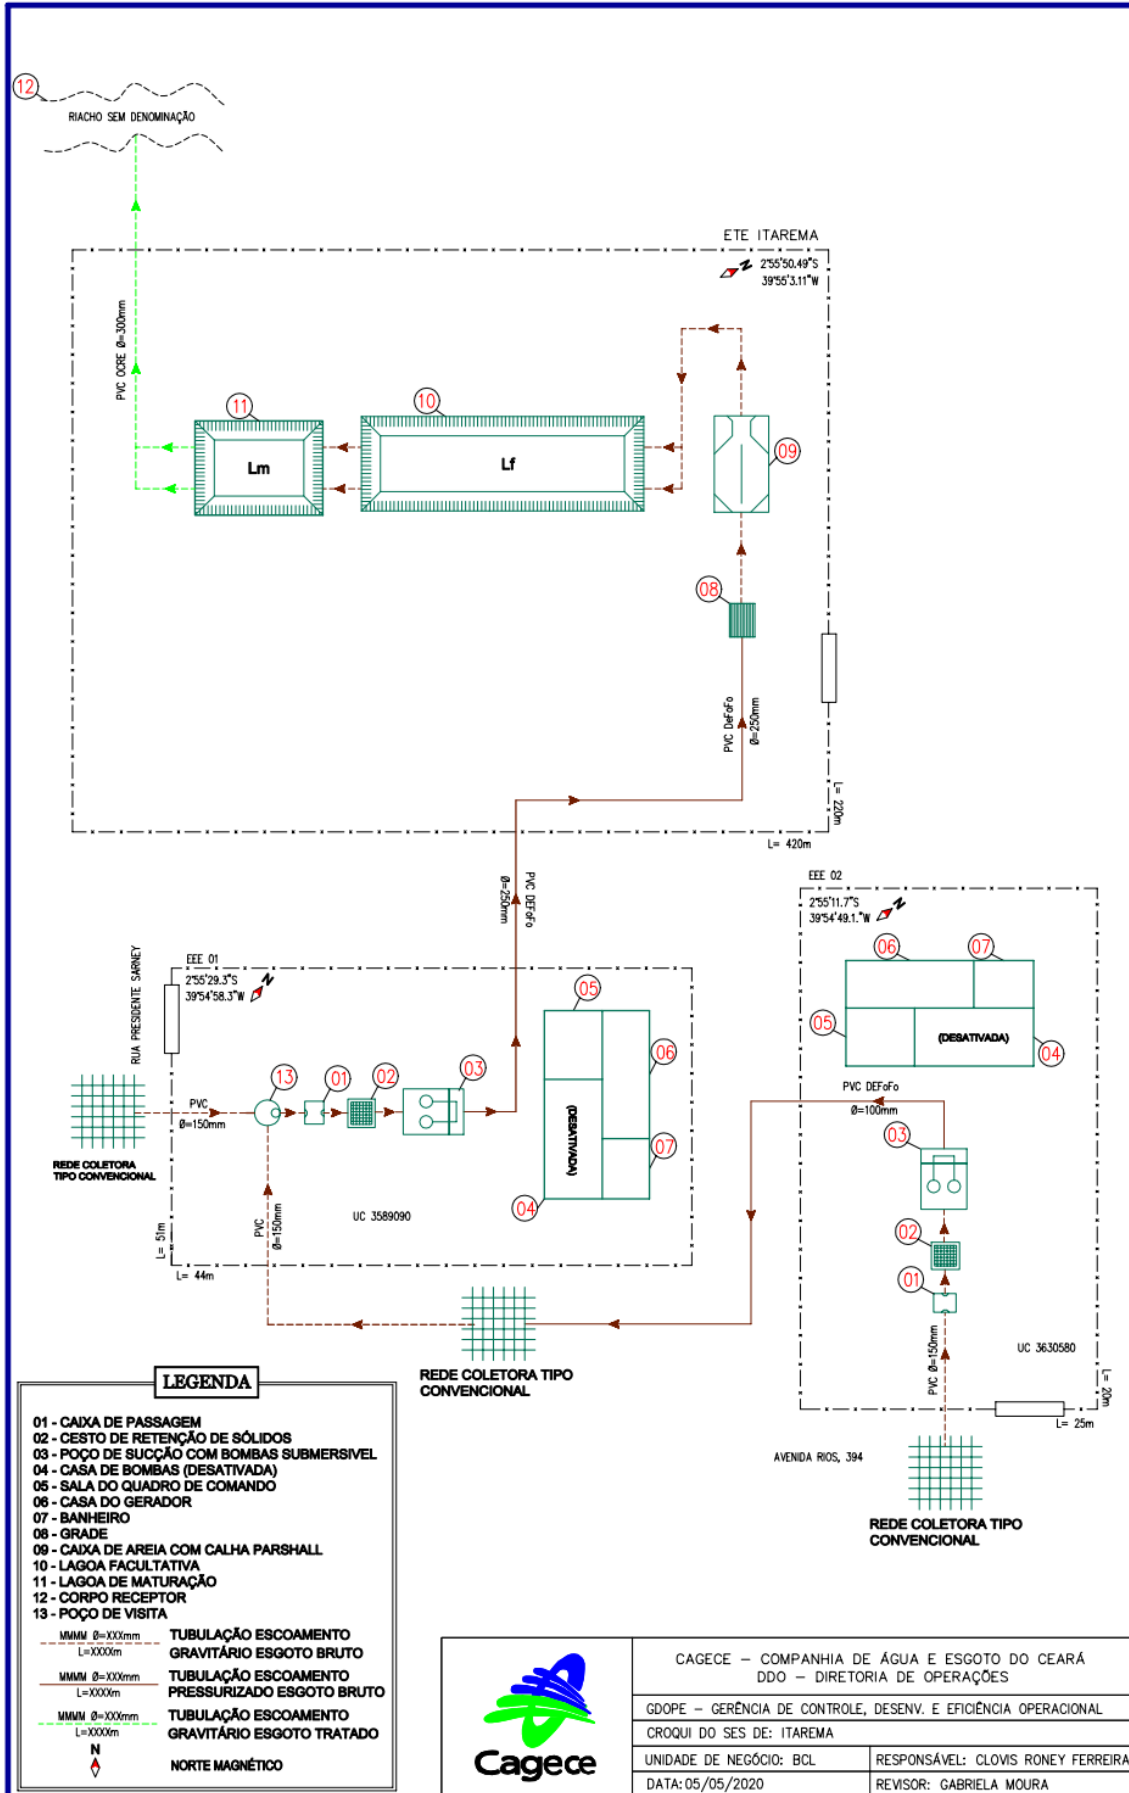 12
RIACHO SEM DENOMINAÇÃO
ETE ITAREMA
N
2°55'50.49"S
39°55'3.11"W
PVC OCRE Ø=300mm
11
Lm
10
Lf
09
08
PVC DeFoFo
Ø=250mm
L= 220m
L= 420m
PVC DEFoFo
Ø=250mm
RUA PRESIDENTE SARNEY
EEE 01
2°55'29.3"S
39°54'58.3"W
N
05
06
07
04
(DESATIVADA)
13
01
02
03
PVC
Ø=150mm
REDE COLETORA
TIPO CONVENCIONAL
PVC
Ø=150mm
UC 3589090
L= 51m
L= 44m
EEE 02
2°55'11.7"S
39°54'49.1."W
N
06
07
05
(DESATIVADA)
04
PVC DEFoFo
Ø=100mm
03
02
01
PVC Ø=150mm
UC 3630580
L= 20m
L= 25m
AVENIDA RIOS, 394
REDE COLETORA TIPO
CONVENCIONAL
REDE COLETORA TIPO
CONVENCIONAL
LEGENDA
01 - CAIXA DE PASSAGEM
02 - CESTO DE RETENÇÃO DE SÓLIDOS
03 - POÇO DE SUCÇÃO COM BOMBAS SUBMERSIVEL
04 - CASA DE BOMBAS (DESATIVADA)
05 - SALA DO QUADRO DE COMANDO
06 - CASA DO GERADOR
07 - BANHEIRO
08 - GRADE
09 - CAIXA DE AREIA COM CALHA PARSHALL
10 - LAGOA FACULTATIVA
11 - LAGOA DE MATURAÇÃO
12 - CORPO RECEPTOR
13 - POÇO DE VISITA
MMMM Ø=XXXmm
L=XXXXm
TUBULAÇÃO ESCOAMENTO
GRAVITÁRIO ESGOTO BRUTO
MMMM Ø=XXXmm
L=XXXXm
TUBULAÇÃO ESCOAMENTO
PRESSURIZADO ESGOTO BRUTO
MMMM Ø=XXXmm
L=XXXXm
TUBULAÇÃO ESCOAMENTO
GRAVITÁRIO ESGOTO TRATADO
N
NORTE MAGNÉTICO
Cagece
CAGECE – COMPANHIA DE ÁGUA E ESGOTO DO CEARÁ
DDO – DIRETORIA DE OPERAÇÕES
GDOPE – GERÊNCIA DE CONTROLE, DESENV. E EFICIÊNCIA OPERACIONAL
CROQUI DO SES DE: ITAREMA
UNIDADE DE NEGÓCIO: BCL
RESPONSÁVEL: CLOVIS RONEY FERREIRA
DATA: 05/05/2020
REVISOR: GABRIELA MOURA